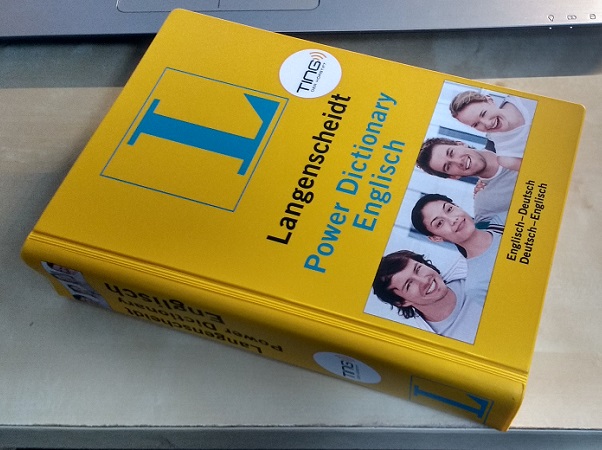 L
TING
Langenscheidt
Power Dictionary
Englisch
Englisch–Deutsch
Deutsch–Englisch
Langenscheidt
Power Dictionary
Englisch
TING
L